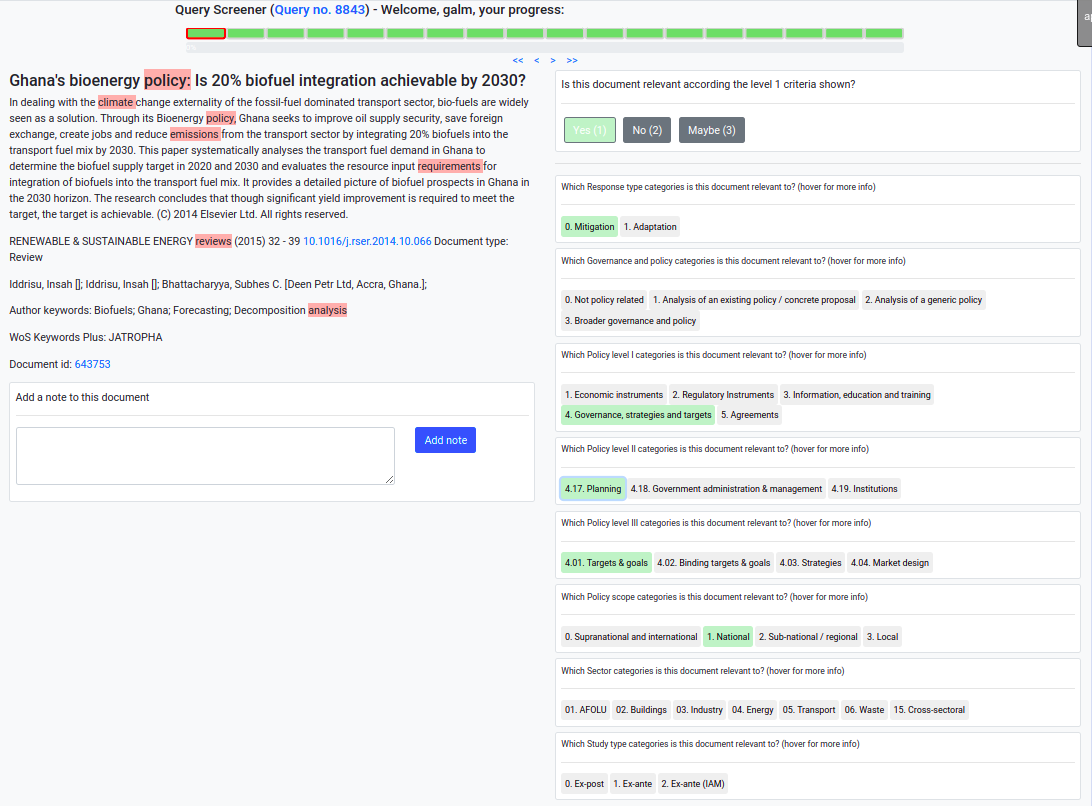 Query Screener (Query no. 8843) - Welcome, galm, your progress:
<< < > >>
Ghana's bioenergy policy: Is 20% biofuel integration achievable by 2030?
In dealing with the climate change externality of the fossil-fuel dominated transport sector, bio-fuels are widely
seen as a solution. Through its Bioenergy policy, Ghana seeks to improve oil supply security, save foreign
exchange, create jobs and reduce emissions from the transport sector by integrating 20% biofuels into the
transport fuel mix by 2030. This paper systematically analyses the transport fuel demand in Ghana to
determine the biofuel supply target in 2020 and 2030 and evaluates the resource input requirements for
integration of biofuels into the transport fuel mix. It provides a detailed picture of biofuel prospects in Ghana in
the 2030 horizon. The research concludes that though significant yield improvement is required to meet the
target, the target is achievable. (C) 2014 Elsevier Ltd. All rights reserved.
RENEWABLE & SUSTAINABLE ENERGY reviews (2015) 32 - 39 10.1016/j.rser.2014.10.066 Document type:
Review
Iddrisu, Insah []; Iddrisu, Insah []; Bhattacharyya, Subhes C. [Deen Petr Ltd, Accra, Ghana.];
Author keywords: Biofuels; Ghana; Forecasting; Decomposition analysis
WoS Keywords Plus: JATROPHA
Document id: 643753
Add a note to this document
Add note
Is this document relevant according the level 1 criteria shown?
Yes (1) No (2) Maybe (3)
Which Response type categories is this document relevant to? (hover for more info)
0. Mitigation 1. Adaptation
Which Governance and policy categories is this document relevant to? (hover for more info)
0. Not policy related 1. Analysis of an existing policy / concrete proposal 2. Analysis of a generic policy
3. Broader governance and policy
Which Policy level I categories is this document relevant to? (hover for more info)
1. Economic instruments 2. Regulatory Instruments 3. Information, education and training
4. Governance, strategies and targets 5. Agreements
Which Policy level II categories is this document relevant to? (hover for more info)
4.17. Planning 4.18. Government administration & management 4.19. Institutions
Which Policy level III categories is this document relevant to? (hover for more info)
4.01. Targets & goals 4.02. Binding targets & goals 4.03. Strategies 4.04. Market design
Which Policy scope categories is this document relevant to? (hover for more info)
0. Supranational and international 1. National 2. Sub-national / regional 3. Local
Which Sector categories is this document relevant to? (hover for more info)
01. AFOLU 02. Buildings 03. Industry 04. Energy 05. Transport 06. Waste 15. Cross-sectoral
Which Study type categories is this document relevant to? (hover for more info)
0. Ex-post 1. Ex-ante 2. Ex-ante (IAM)